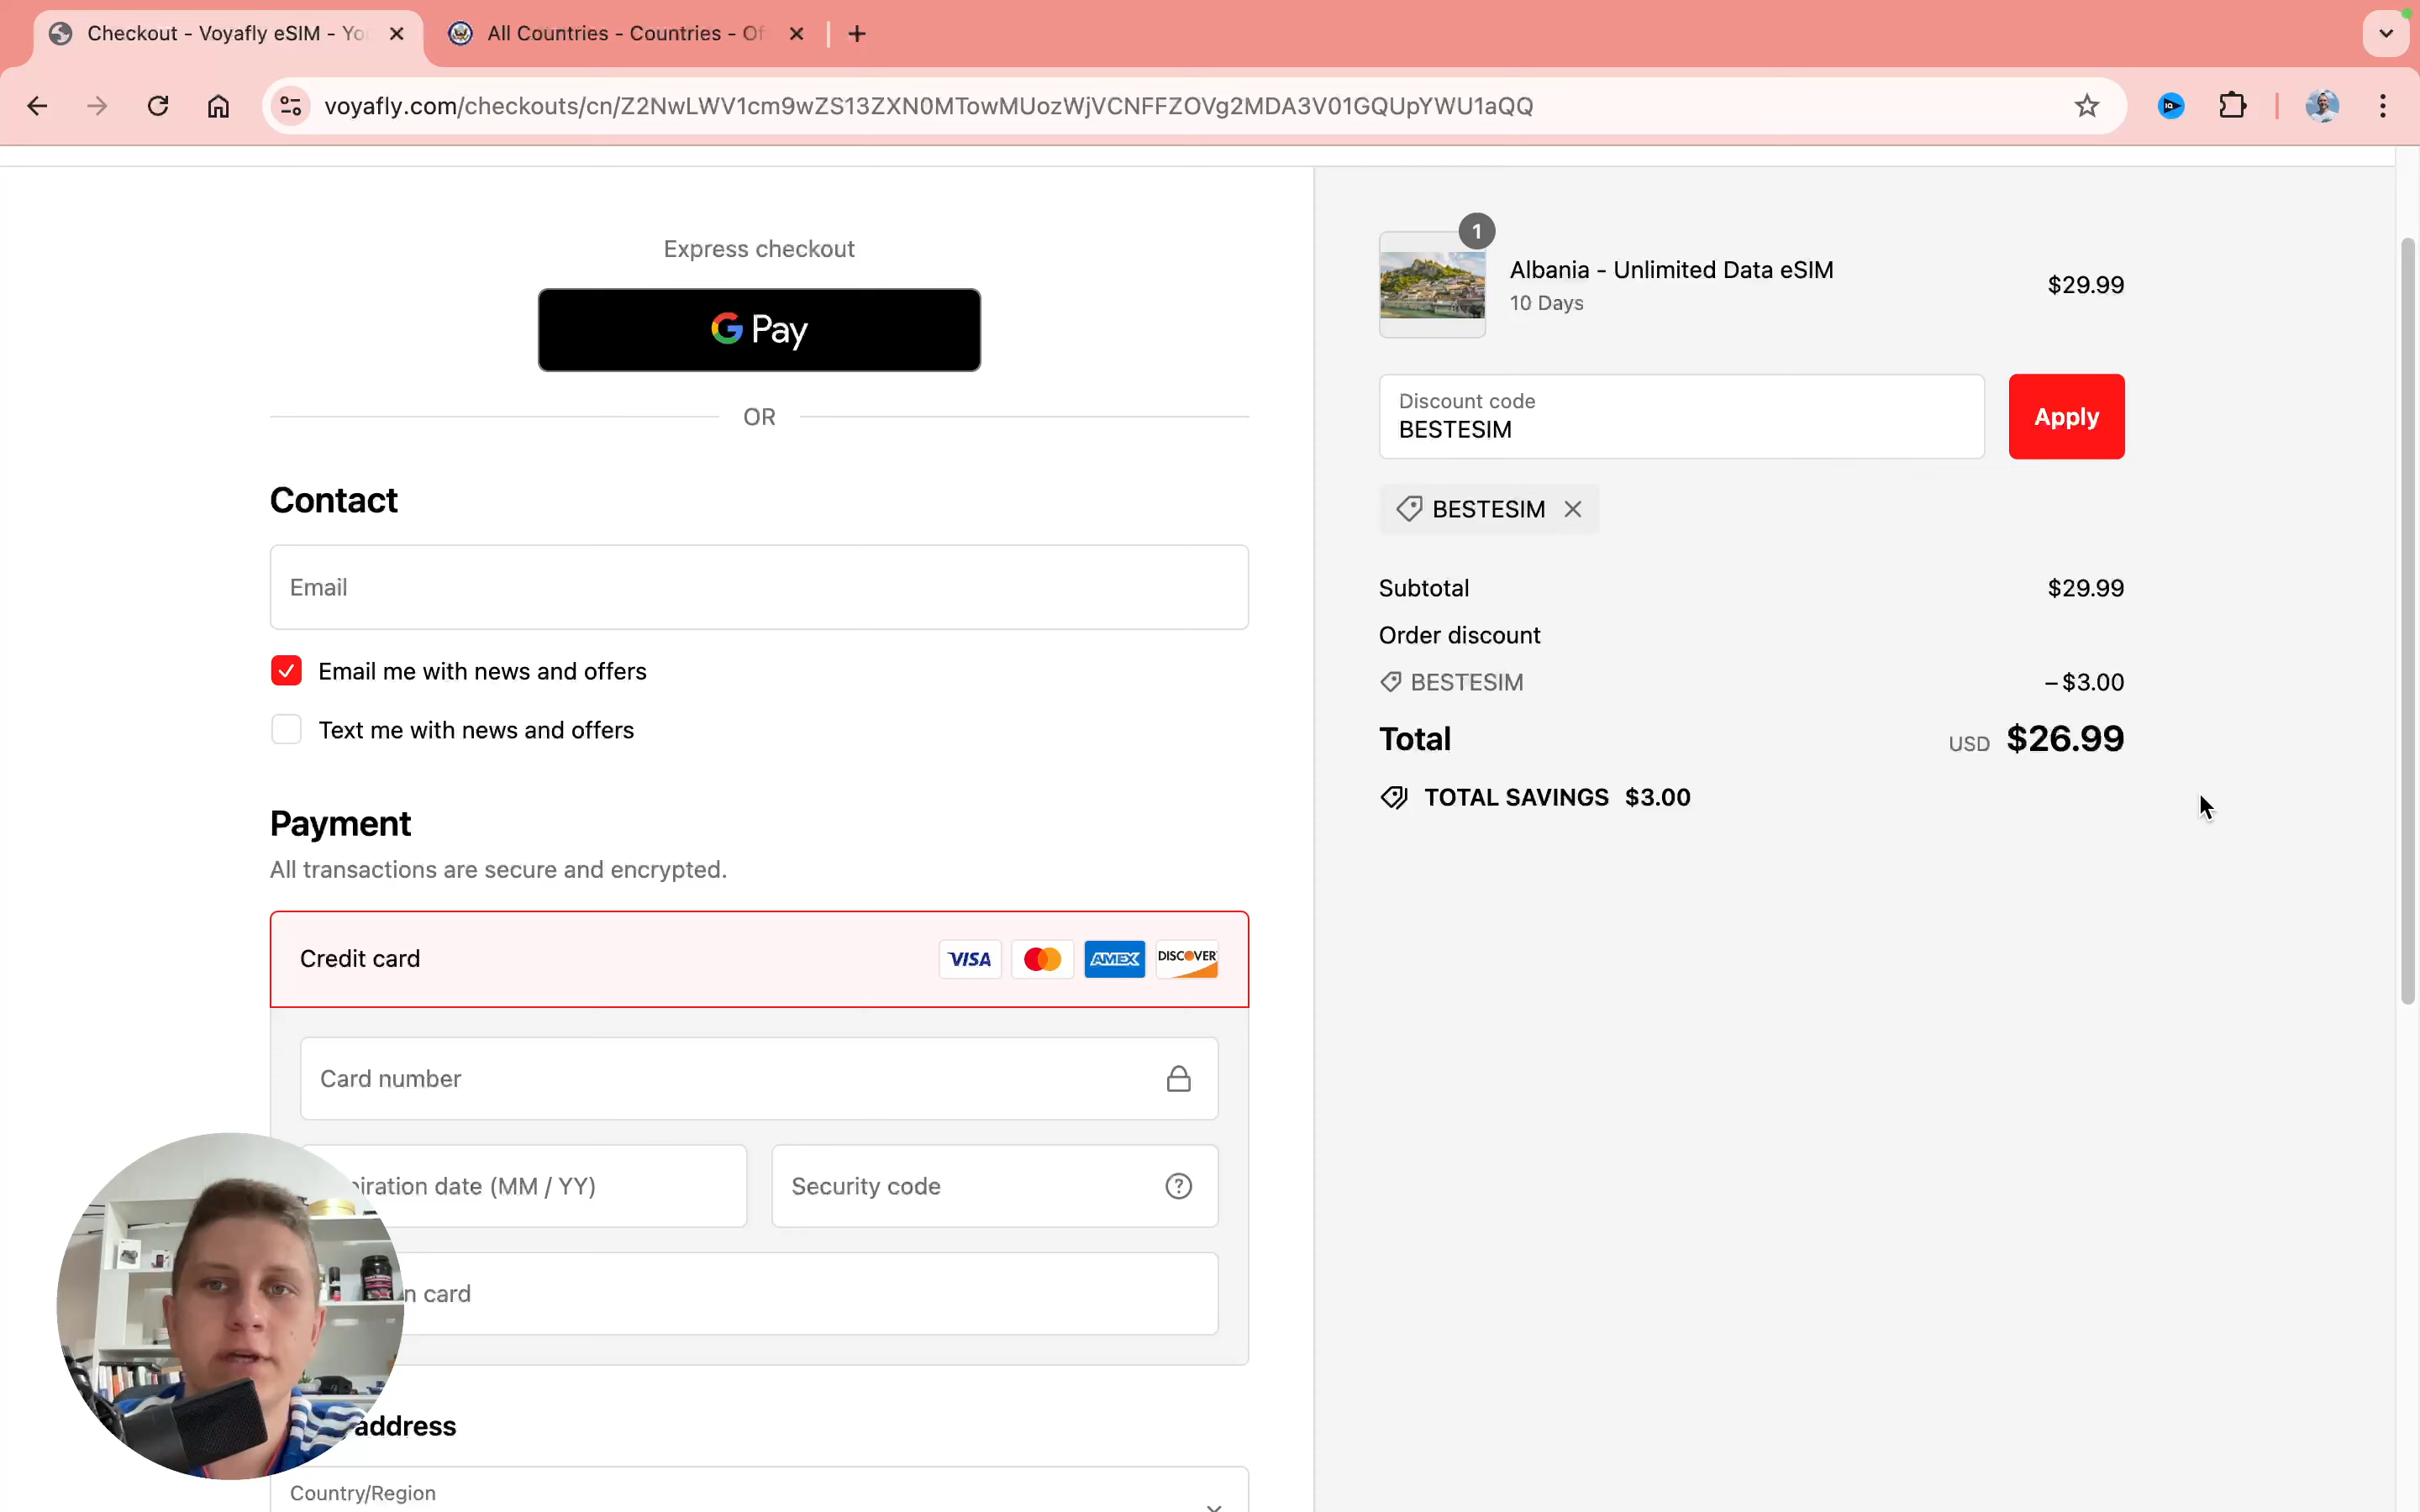 Checkout - Voyafly eSIM - Yo
All Countries - Countries - Of
voyafly.com/checkouts/cn/Z2NwLWV1cm9wZS13ZXN0MTowMUozWjVCNFFZOVg2MDA3V01GQUpYWU1aQQ
Express checkout
G Pay
OR
Contact
Email
Email me with news and offers
Text me with news and offers
Payment
All transactions are secure and encrypted.
Credit card
VISA
AMEX
DISCOVER
Card number
iration date (MM / YY)
Security code
n card
address
Country/Region
1
Albania - Unlimited Data eSIM
10 Days
$29.99
Discount code
BESTESIM
Apply
BESTESIM
Subtotal
$29.99
Order discount
BESTESIM
– $3.00
Total
USD $26.99
TOTAL SAVINGS $3.00